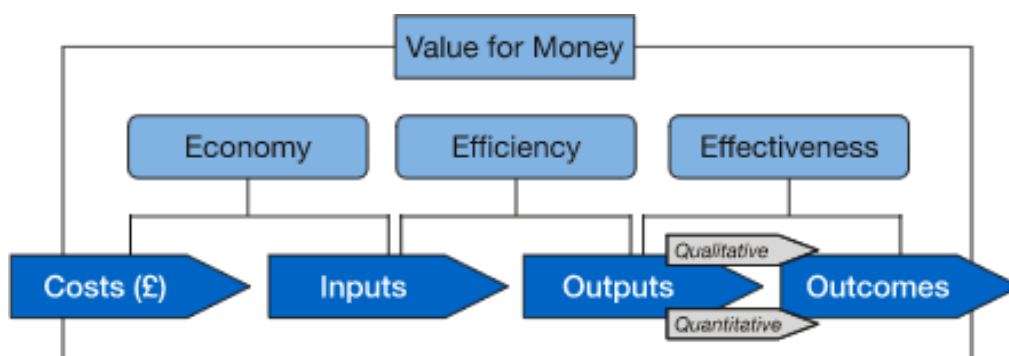 Value for Money
Economy
Efficiency
Effectiveness
Qualitative
Costs (£)
Inputs
Outputs
Outcomes
Quantitative